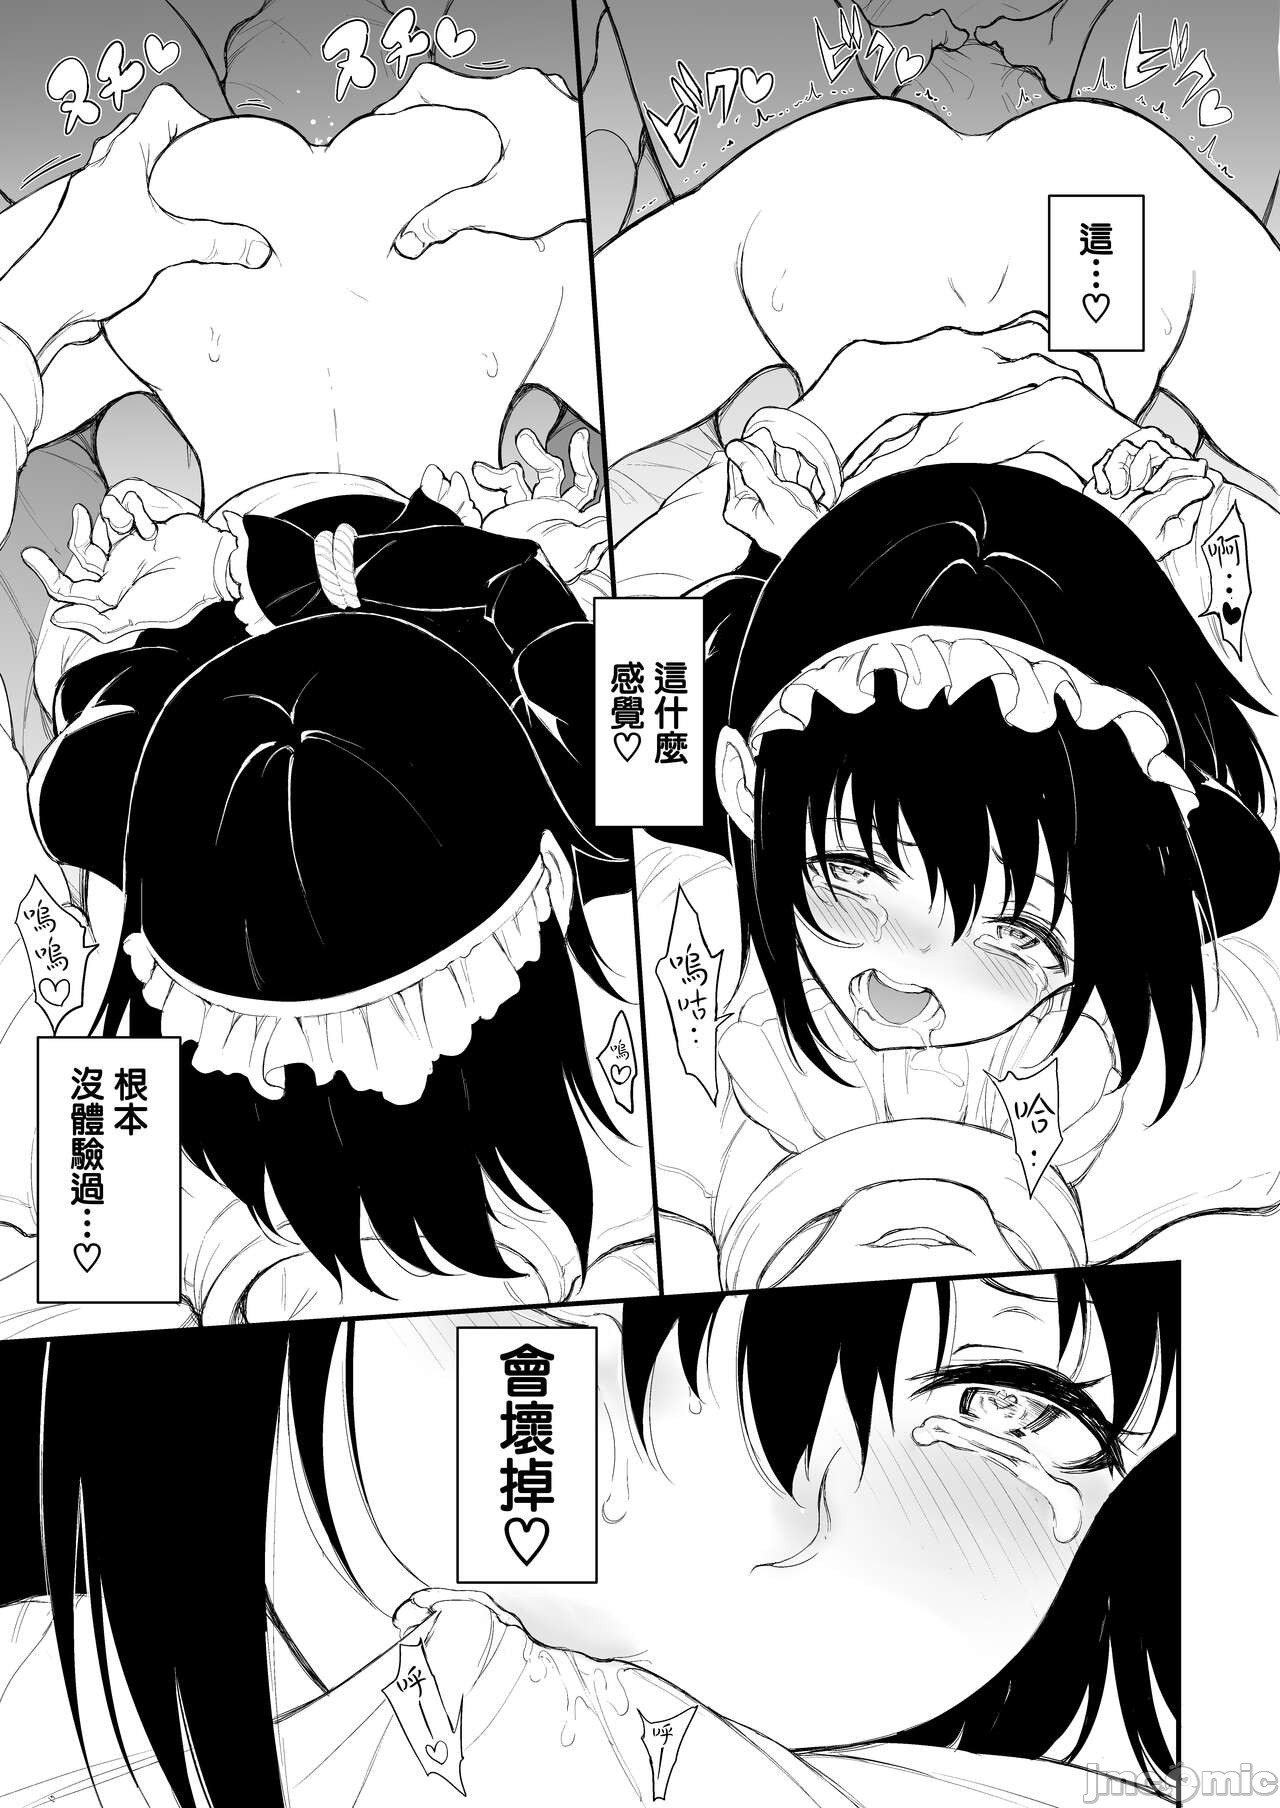 ビクッ♡
ビクッ♡
ビクッ♡
這…♡
啊…♥
這什麼
感覺♡
嗚咕…
哈…
ヌチ♡
ヌチ♡
嗚嗚♡
嗚♡
根本
沒體驗過…♡
會壞掉♡
呼—♡
呼—